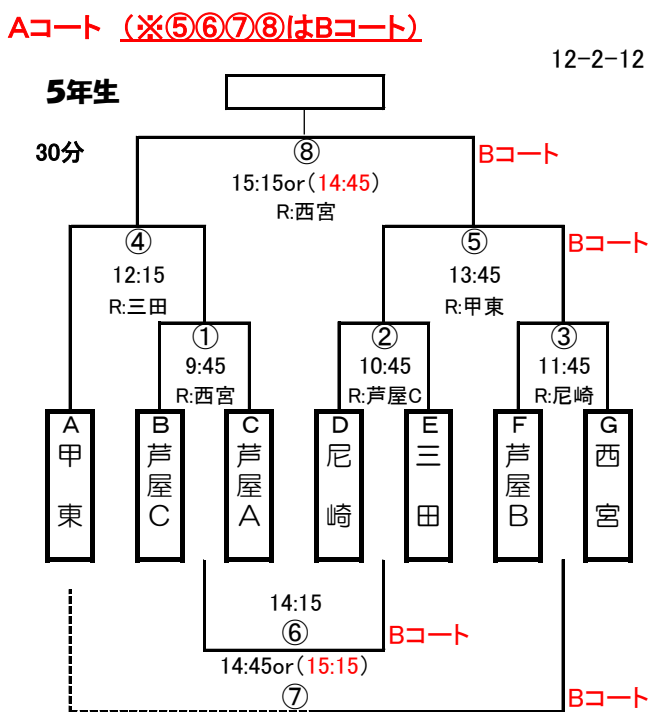 Aコート (※⑤⑥⑦⑧はBコート)
12-2-12
5年生
30分
⑧
Bコート
15:15or(14:45)
R:西宮
④
⑤
Bコート
12:15
13:45
R:三田
R:甲東
①
②
③
9:45
10:45
11:45
R:西宮
R:芦屋C
R:尼崎
A
B
C
D
E
F
G
甲東
芦屋C
芦屋A
尼崎
三田
芦屋B
西宮
14:15
⑥
Bコート
14:45or(15:15)
⑦
Bコート